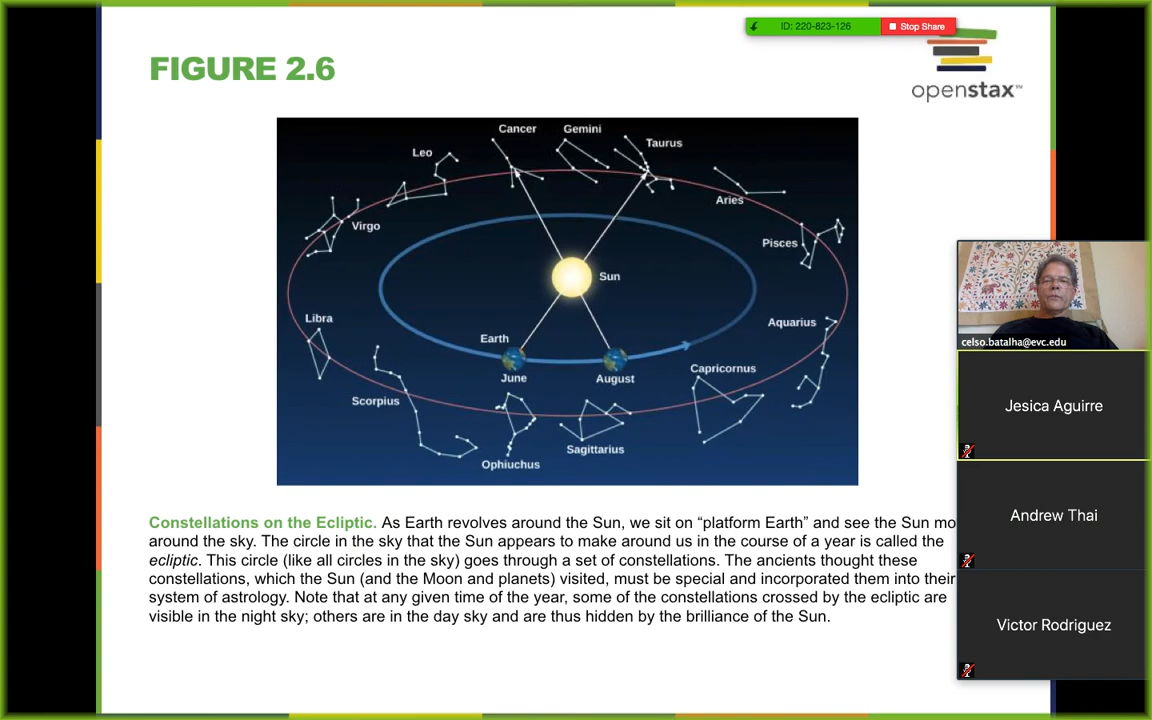 ID: 220-823-126
Stop Share
FIGURE 2.6
openstax™
Cancer
Gemini
Taurus
Leo
Aries
Virgo
Pisces
Sun
Libra
Aquarius
Earth
June
August
Capricornus
Scorpius
Sagittarius
Ophiuchus
Constellations on the Ecliptic. As Earth revolves around the Sun, we sit on “platform Earth” and see the Sun mo
around the sky. The circle in the sky that the Sun appears to make around us in the course of a year is called the
ecliptic. This circle (like all circles in the sky) goes through a set of constellations. The ancients thought these
constellations, which the Sun (and the Moon and planets) visited, must be special and incorporated them into their
system of astrology. Note that at any given time of the year, some of the constellations crossed by the ecliptic are
visible in the night sky; others are in the day sky and are thus hidden by the brilliance of the Sun.
celso.batalha@evc.edu
Jesica Aguirre
Andrew Thai
Victor Rodriguez